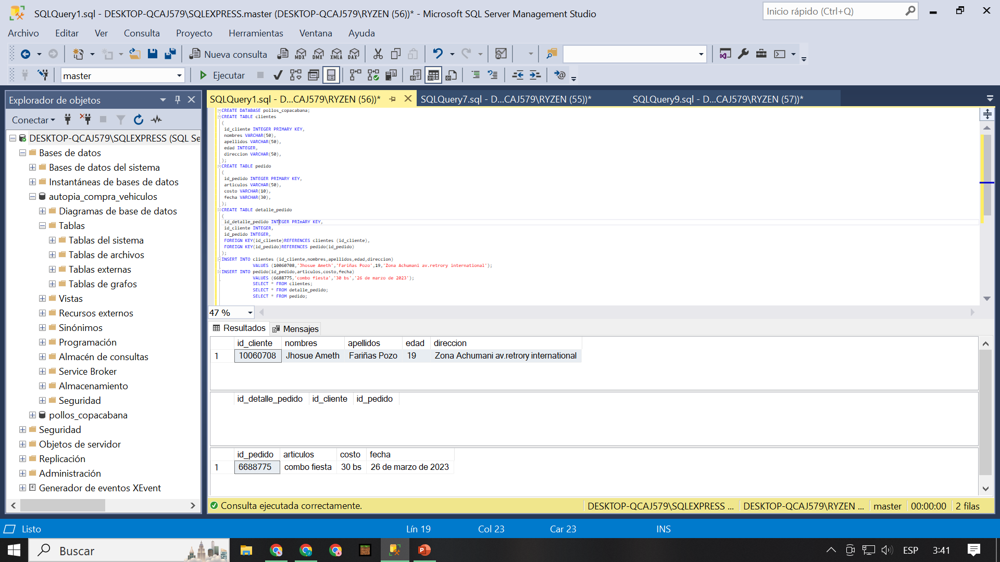 SQLQuery1.sql - DESKTOP-QCAJ579\SQLEXPRESS.master (DESKTOP-QCAJ579\RYZEN (56))* - Microsoft SQL Server Management Studio
Inicio rápido (Ctrl+Q)
Archivo Editar Ver Consulta Proyecto Herramientas Ventana Ayuda
Nueva consulta MDX DMX XMLA DAX
master Ejecutar
Explorador de objetos
Conectar
DESKTOP-QCAJ579\SQLEXPRESS (SQL Se
Bases de datos
Bases de datos del sistema
Instantáneas de bases de datos
autopia_compra_vehiculos
Diagramas de base de datos
Tablas
Tablas del sistema
Tablas de archivos
Tablas externas
Tablas de grafos
Vistas
Recursos externos
Sinónimos
Programación
Almacén de consultas
Service Broker
Almacenamiento
Seguridad
pollos_copacabana
Seguridad
Objetos de servidor
Replicación
Administración
Generador de eventos XEvent
SQLQuery1.sql - D...CAJ579\RYZEN (56))* SQLQuery7.sql - D...CAJ579\RYZEN (55))* SQLQuery9.sql - D...CAJ579\RYZEN (57))*
CREATE DATABASE pollos_copacabana;
CREATE TABLE clientes
(
id_cliente INTEGER PRIMARY KEY,
nombres VARCHAR(50),
apellidos VARCHAR(50),
edad INTEGER,
direccion VARCHAR(50),
);
CREATE TABLE pedido
(
id_pedido INTEGER PRIMARY KEY,
articulos VARCHAR(50),
costo VARCHAR(10),
fecha VARCHAR(30),
);
CREATE TABLE detalle_pedido
(
id_detalle_pedido INTEGER PRImARY KEY,
id_cliente INTEGER,
id_pedido INTEGER,
FOREIGN KEY(id_cliente)REFERENCES clientes (id_cliente),
FOREIGN KEY(id_pedido)REFERENCES pedido(id_pedido)
);
INSERT INTO clientes (id_cliente,nombres,apellidos,edad,direccion)
VALUES (10060708,'Jhosue Ameth','Fariñas Pozo',19,'Zona Achumani av.retrory international');
INSERT INTO pedido(id_pedido,articulos,costo,fecha)
VALUES (6688775,'combo fiesta','30 bs','26 de marzo de 2023');
SELECT * FROM clientes;
SELECT * FROM detalle_pedido;
SELECT * FROM pedido;
47 %
Resultados Mensajes
id_cliente nombres apellidos edad direccion
1 10060708 Jhosue Ameth Fariñas Pozo 19 Zona Achumani av.retrory international
id_detalle_pedido id_cliente id_pedido
id_pedido articulos costo fecha
1 6688775 combo fiesta 30 bs 26 de marzo de 2023
Consulta ejecutada correctamente. DESKTOP-QCAJ579\SQLEXPRESS ... DESKTOP-QCAJ579\RYZEN ... master 00:00:00 2 filas
Listo Lín 19 Col 23 Car 23 INS
Buscar ESP 3:41